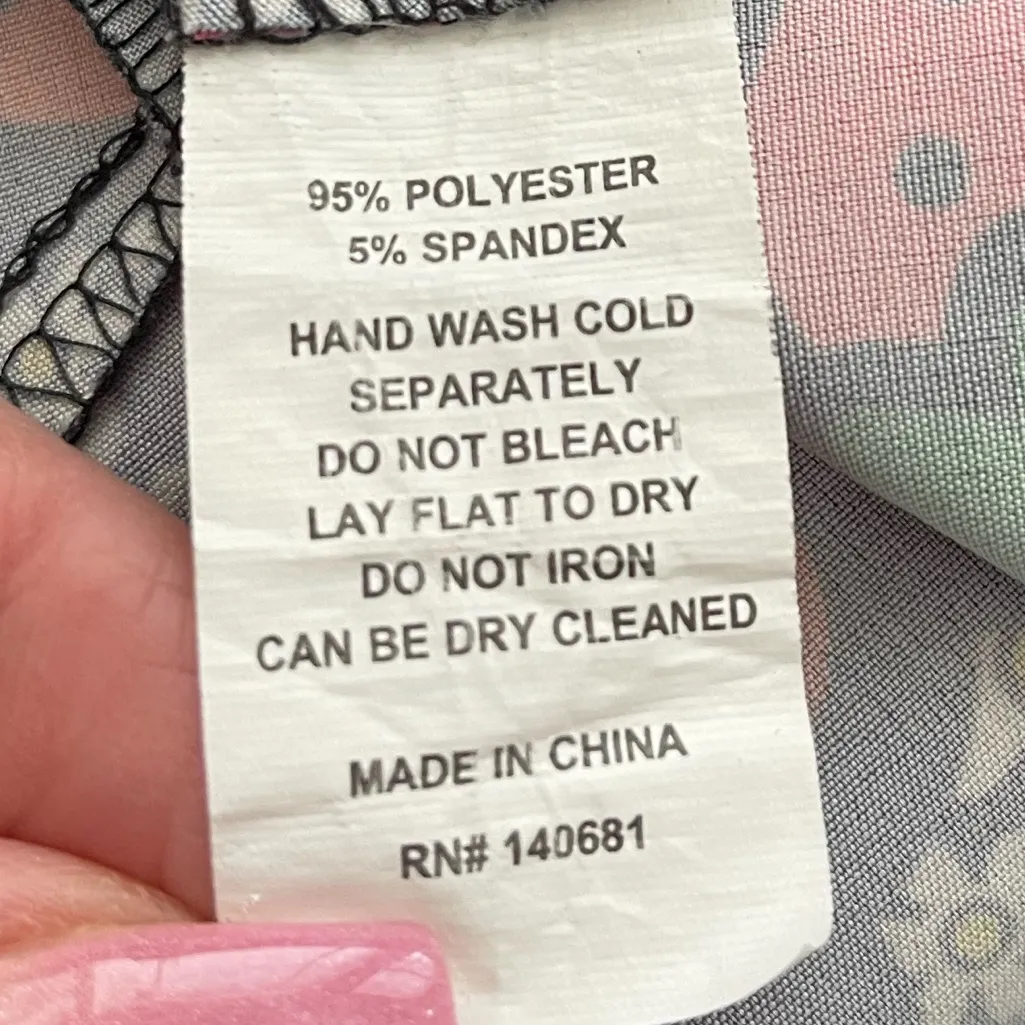 95% POLYESTER
5% SPANDEX
HAND WASH COLD
SEPARATELY
DO NOT BLEACH
LAY FLAT TO DRY
DO NOT IRON
CAN BE DRY CLEANED
MADE IN CHINA
RN# 140681